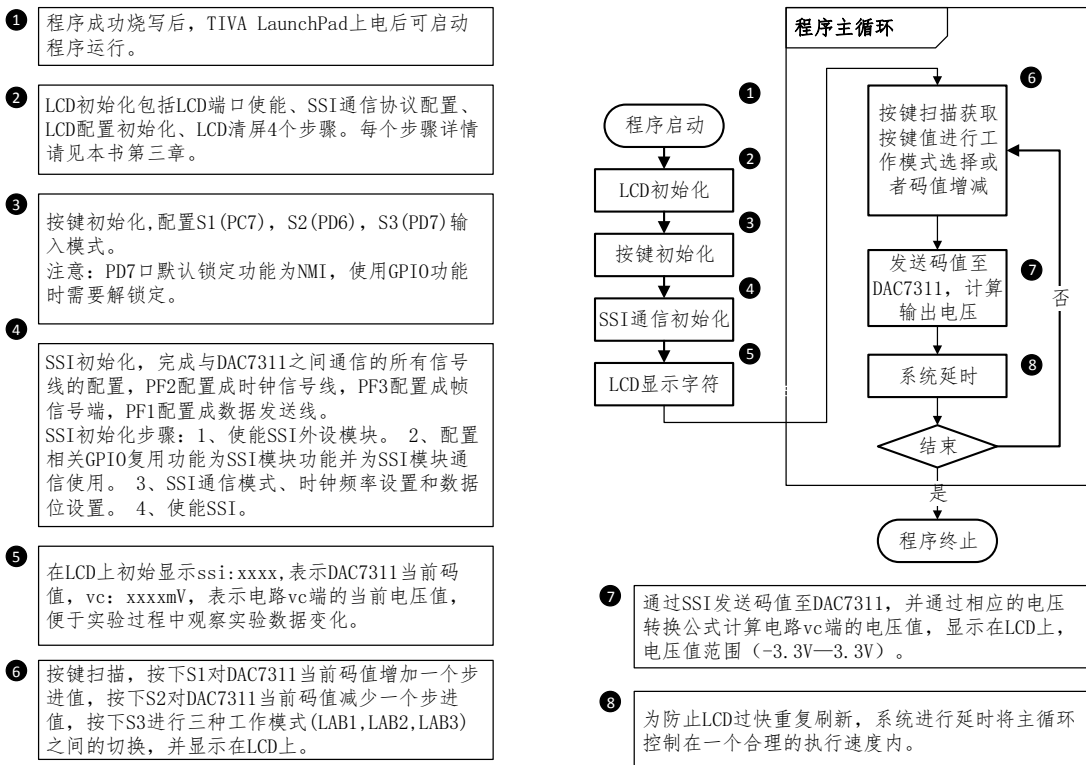 1
程序成功烧写后，TIVA LaunchPad上电后可启动
程序运行。
2
LCD初始化包括LCD端口使能、SSI通信协议配置、
LCD配置初始化、LCD清屏4个步骤。每个步骤详情
请见本书第三章。
3
按键初始化,配置S1(PC7)，S2(PD6)，S3(PD7)输
入模式。
注意：PD7口默认锁定功能为NMI，使用GPIO功能
时需要解锁定。
4
SSI初始化，完成与DAC7311之间通信的所有信号
线的配置，PF2配置成时钟信号线，PF3配置成帧
信号端，PF1配置成数据发送线。
SSI初始化步骤：1、使能SSI外设模块。 2、配置
相关GPIO复用功能为SSI模块功能并为SSI模块通
信使用。 3、SSI通信模式、时钟频率设置和数据
位设置。 4、使能SSI。
5
在LCD上初始显示ssi:xxxx,表示DAC7311当前码
值，vc：xxxxmV，表示电路vc端的当前电压值，
便于实验过程中观察实验数据变化。
6
按键扫描，按下S1对DAC7311当前码值增加一个步
进值，按下S2对DAC7311当前码值减少一个步进
值，按下S3进行三种工作模式(LAB1,LAB2,LAB3)
之间的切换，并显示在LCD上。
1
程序启动
2
LCD初始化
3
按键初始化
4
SSI通信初始化
5
LCD显示字符
程序主循环
6
按键扫描获取
按键值进行工
作模式选择或
者码值增减
7
发送码值至
DAC7311，计算
输出电压
否
8
系统延时
结束
是
程序终止
7
通过SSI发送码值至DAC7311，并通过相应的电压
转换公式计算电路vc端的电压值，显示在LCD上，
电压值范围（-3.3V—3.3V）。
8
为防止LCD过快重复刷新，系统进行延时将主循环
控制在一个合理的执行速度内。